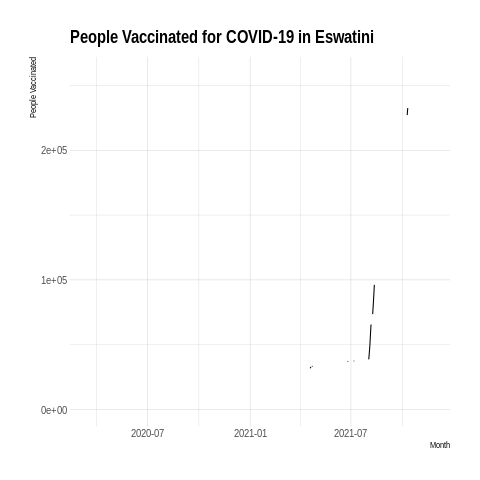 People Vaccinated for COVID-19 in Eswatini
People Vaccinated
2e+05
1e+05
0e+00
2020-07 2021-01 2021-07
Month